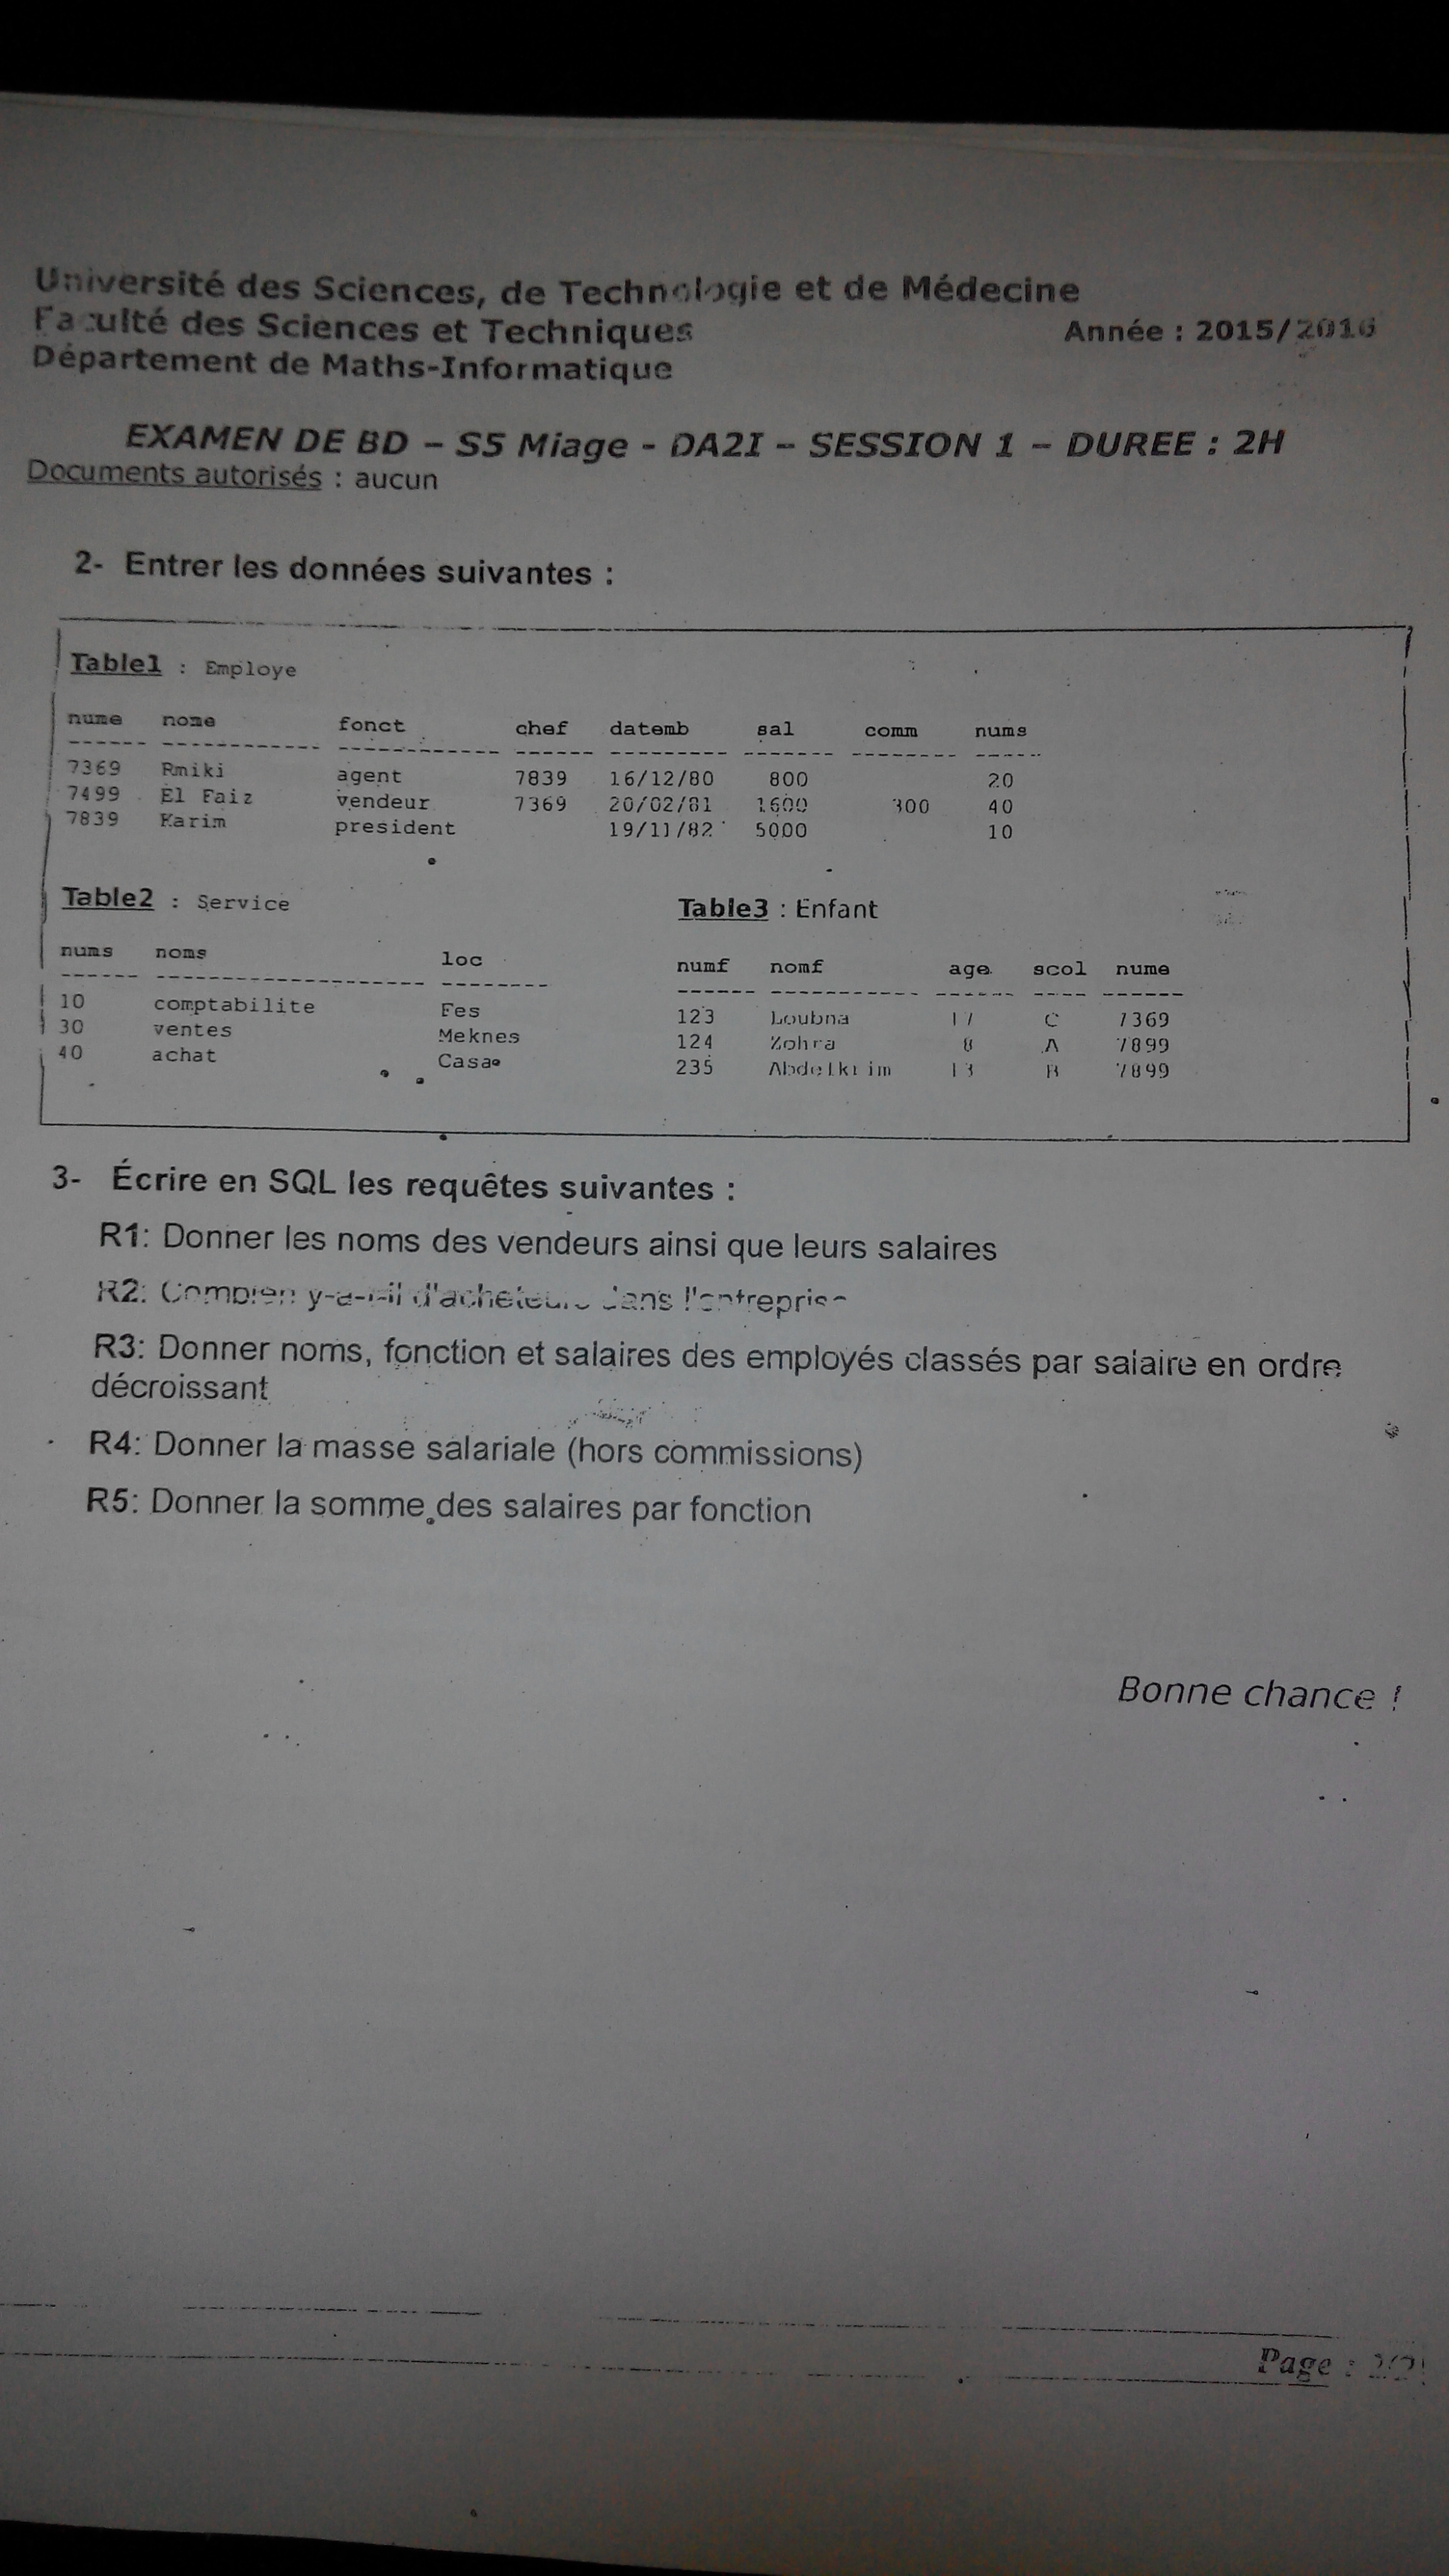 Université des Sciences, de Technologie et de Médecine
Faculté des Sciences et Techniques Année : 2015/2016
Département de Maths-Informatique
EXAMEN DE BD – S5 Miage - DA2I – SESSION 1 – DUREE : 2H
Documents autorisés : aucun
2- Entrer les données suivantes :
Table1 : Employe
nume nome fonct chef datemb sal comm nums
7369 Rmiki agent 7839 16/12/80 800 20
7499 El Faiz vendeur 7369 20/02/81 1600 300 40
7839 Karim president 19/11/82 5000 10
Table2 : Service Table3 : Enfant
nums noms loc numf nomf age scol nume
10 comptabilite Fes 123 Loubna 17 C 7369
30 ventes Meknes 124 Zohra 8 A 7899
40 achat Casa 235 Abdelkrim 13 B 7899
3- Écrire en SQL les requêtes suivantes :
R1: Donner les noms des vendeurs ainsi que leurs salaires
R2: Combien y-a-t-il d'acheteurs dans l'entreprise
R3: Donner noms, fonction et salaires des employés classés par salaire en ordre
décroissant
R4: Donner la masse salariale (hors commissions)
R5: Donner la somme des salaires par fonction
Bonne chance !
Page : 2/2